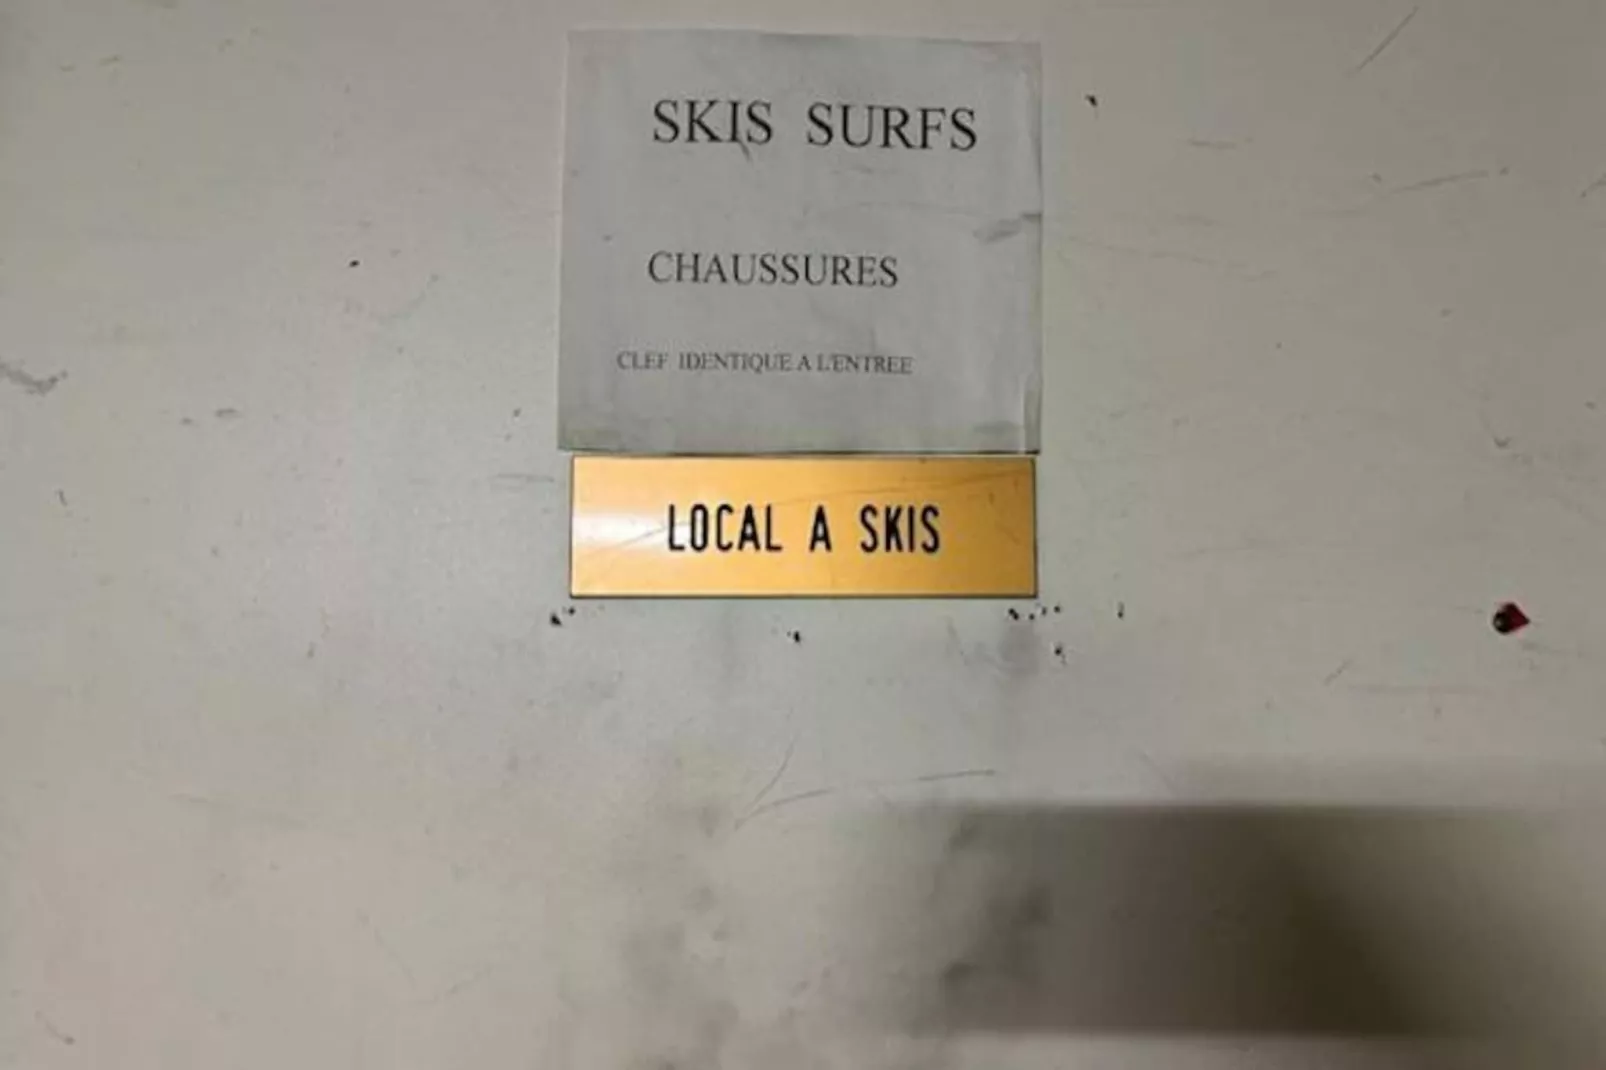 SKIS SURFS
CHAUSSURES
CLEF IDENTIQUE A L'ENTREE
LOCAL A SKIS